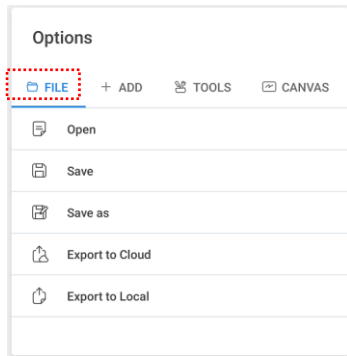 Options
FILE ADD TOOLS CANVAS
Open
Save
Save as
Export to Cloud
Export to Local